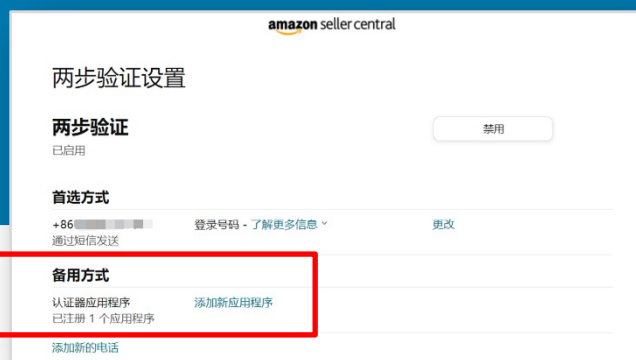 amazon seller central
两步验证设置
两步验证
禁用
已启用
首选方式
+86
登录号码 - 了解更多信息
更改
通过短信发送
备用方式
认证器应用程序
添加新应用程序
已注册 1 个应用程序
添加新的电话